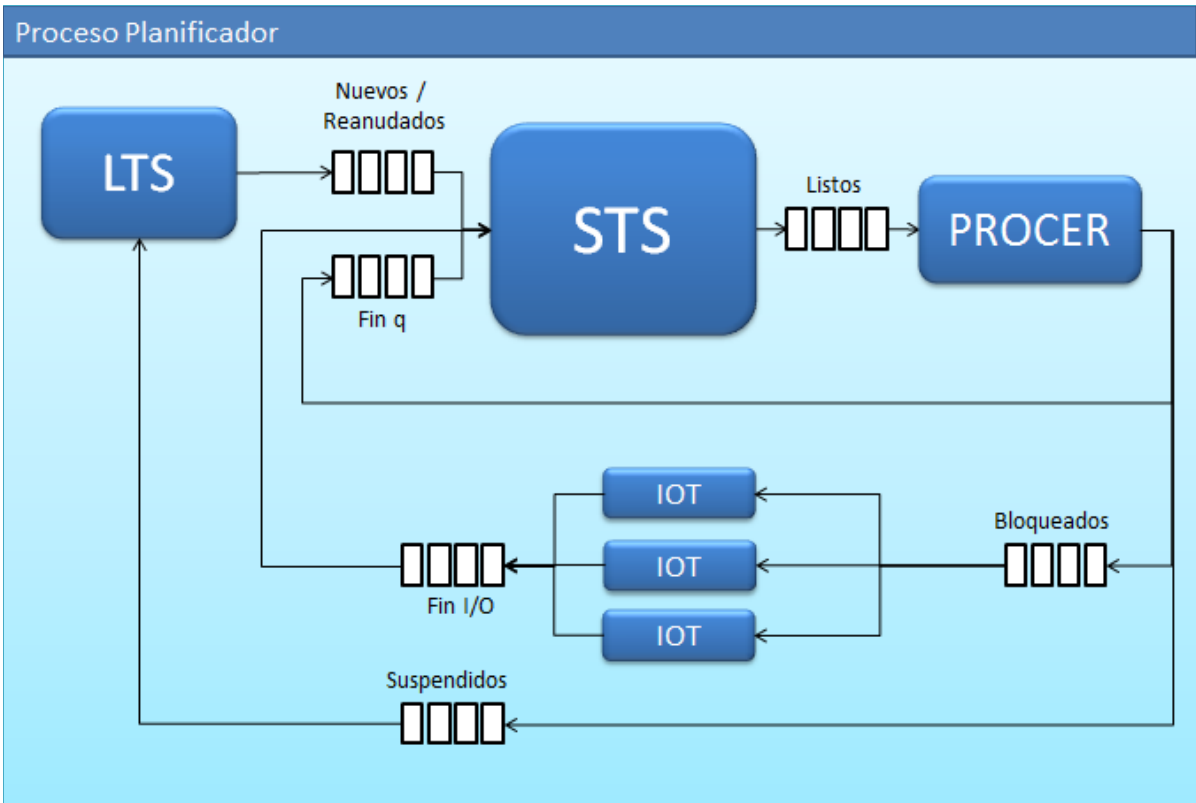 Proceso Planificador
Nuevos /
Reanudados
LTS
STS
Listos
PROCER
Fin q
IOT
Bloqueados
IOT
Fin I/O
IOT
Suspendidos